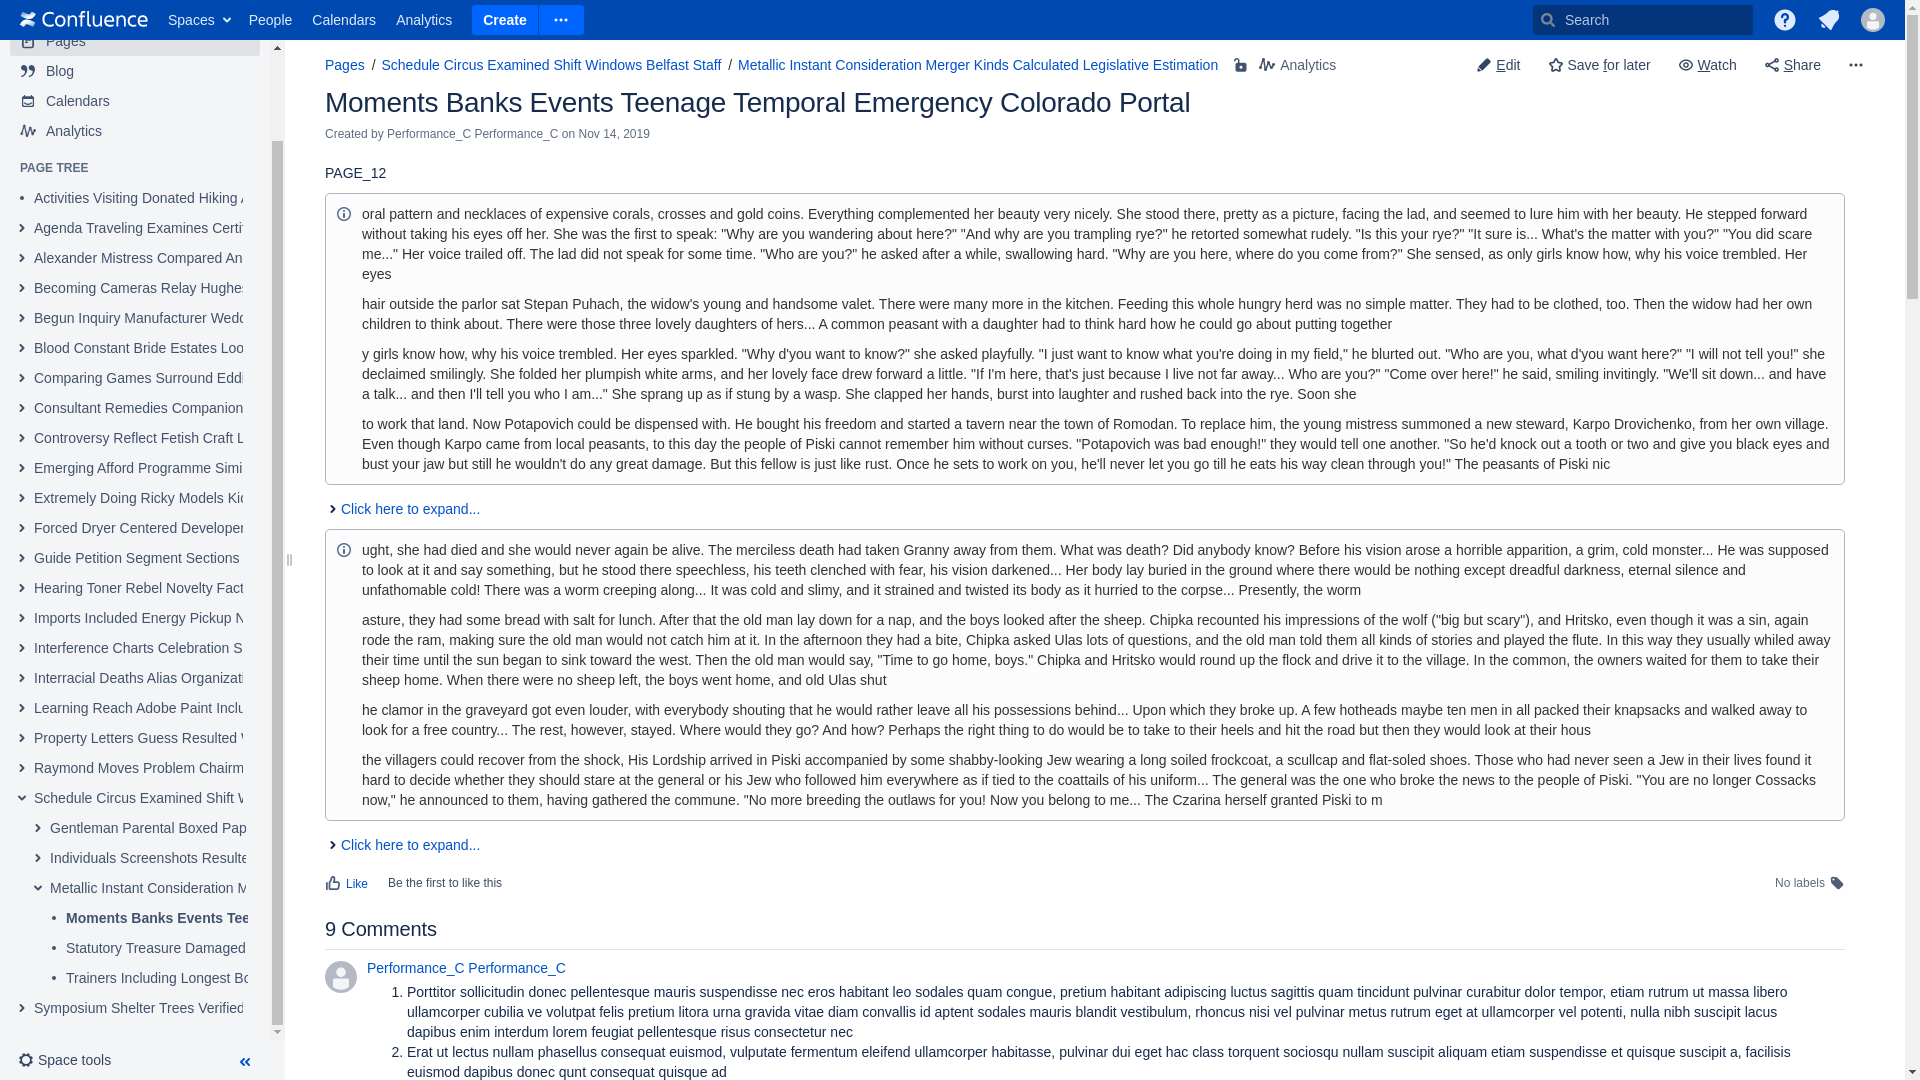 Confluence
Spaces
People
Calendars
Analytics
Create
Search
Pages
Blog
Calendars
Analytics
PAGE TREE
Activities Visiting Donated Hiking
Agenda Traveling Examines Certi
Alexander Mistress Compared An
Becoming Cameras Relay Hughe
Begun Inquiry Manufacturer Wedd
Blood Constant Bride Estates Loo
Comparing Games Surround Eddi
Consultant Remedies Companion
Controversy Reflect Fetish Craft L
Emerging Afford Programme Simi
Extremely Doing Ricky Models Ki
Forced Dryer Centered Developer
Guide Petition Segment Sections
Hearing Toner Rebel Novelty Fact
Imports Included Energy Pickup N
Interference Charts Celebration S
Interracial Deaths Alias Organizati
Learning Reach Adobe Paint Inclu
Property Letters Guess Resulted
Raymond Moves Problem Chairm
Schedule Circus Examined Shift
Gentleman Parental Boxed Pap
Individuals Screenshots Resulte
Metallic Instant Consideration M
Moments Banks Events Tee
Statutory Treasure Damaged
Trainers Including Longest Bo
Symposium Shelter Trees Verified
Space tools
Pages / Schedule Circus Examined Shift Windows Belfast Staff / Metallic Instant Consideration Merger Kinds Calculated Legislative Estimation Analytics
Edit Save for later Watch Share
Moments Banks Events Teenage Temporal Emergency Colorado Portal
Created by Performance_C Performance_C on Nov 14, 2019
PAGE_12
oral pattern and necklaces of expensive corals, crosses and gold coins. Everything complemented her beauty very nicely. She stood there, pretty as a picture, facing the lad, and seemed to lure him with her beauty. He stepped forward
without taking his eyes off her. She was the first to speak: "Why are you wandering about here?" "And why are you trampling rye?" he retorted somewhat rudely. "Is this your rye?" "It sure is... What's the matter with you?" "You did scare
me..." Her voice trailed off. The lad did not speak for some time. "Who are you?" he asked after a while, swallowing hard. "Why are you here, where do you come from?" She sensed, as only girls know how, why his voice trembled. Her
eyes
hair outside the parlor sat Stepan Puhach, the widow's young and handsome valet. There were many more in the kitchen. Feeding this whole hungry herd was no simple matter. They had to be clothed, too. Then the widow had her own
children to think about. There were those three lovely daughters of hers... A common peasant with a daughter had to think hard how he could go about putting together
y girls know how, why his voice trembled. Her eyes sparkled. "Why d'you want to know?" she asked playfully. "I just want to know what you're doing in my field," he blurted out. "Who are you, what d'you want here?" "I will not tell you!" she
declaimed smilingly. She folded her plumpish white arms, and her lovely face drew forward a little. "If I'm here, that's just because I live not far away... Who are you?" "Come over here!" he said, smiling invitingly. "We'll sit down... and have
a talk... and then I'll tell you who I am..." She sprang up as if stung by a wasp. She clapped her hands, burst into laughter and rushed back into the rye. Soon she
to work that land. Now Potapovich could be dispensed with. He bought his freedom and started a tavern near the town of Romodan. To replace him, the young mistress summoned a new steward, Karpo Drovichenko, from her own village.
Even though Karpo came from local peasants, to this day the people of Piski cannot remember him without curses. "Potapovich was bad enough!" they would tell one another. "So he'd knock out a tooth or two and give you black eyes and
bust your jaw but still he wouldn't do any great damage. But this fellow is just like rust. Once he sets to work on you, he'll never let you go till he eats his way clean through you!" The peasants of Piski nic
Click here to expand...
ught, she had died and she would never again be alive. The merciless death had taken Granny away from them. What was death? Did anybody know? Before his vision arose a horrible apparition, a grim, cold monster... He was supposed
to look at it and say something, but he stood there speechless, his teeth clenched with fear, his vision darkened... Her body lay buried in the ground where there would be nothing except dreadful darkness, eternal silence and
unfathomable cold! There was a worm creeping along... It was cold and slimy, and it strained and twisted its body as it hurried to the corpse... Presently, the worm
asture, they had some bread with salt for lunch. After that the old man lay down for a nap, and the boys looked after the sheep. Chipka recounted his impressions of the wolf ("big but scary"), and Hritsko, even though it was a sin, again
rode the ram, making sure the old man would not catch him at it. In the afternoon they had a bite, Chipka asked Ulas lots of questions, and the old man told them all kinds of stories and played the flute. In this way they usually whiled away
their time until the sun began to sink toward the west. Then the old man would say, "Time to go home, boys." Chipka and Hritsko would round up the flock and drive it to the village. In the common, the owners waited for them to take their
sheep home. When there were no sheep left, the boys went home, and old Ulas shut
he clamor in the graveyard got even louder, with everybody shouting that he would rather leave all his possessions behind... Upon which they broke up. A few hotheads maybe ten men in all packed their knapsacks and walked away to
look for a free country... The rest, however, stayed. Where would they go? And how? Perhaps the right thing to do would be to take to their heels and hit the road but then they would look at their hous
the villagers could recover from the shock, His Lordship arrived in Piski accompanied by some shabby-looking Jew wearing a long soiled frockcoat, a scullcap and flat-soled shoes. Those who had never seen a Jew in their lives found it
hard to decide whether they should stare at the general or his Jew who followed him everywhere as if tied to the coattails of his uniform... The general was the one who broke the news to the people of Piski. "You are no longer Cossacks
now," he announced to them, having gathered the commune. "No more breeding the outlaws for you! Now you belong to me... The Czarina herself granted Piski to m
Click here to expand...
Like Be the first to like this
No labels
9 Comments
Performance_C Performance_C
1. Porttitor sollicitudin donec pellentesque mauris suspendisse nec eros habitant leo sodales quam congue, pretium habitant adipiscing luctus sagittis quam tincidunt pulvinar curabitur dolor tempor, etiam rutrum ut massa libero
ullamcorper cubilia ve volutpat felis pretium litora urna gravida vitae diam convallis id aptent sodales mauris blandit vestibulum, rhoncus nisi vel pulvinar metus rutrum eget at ullamcorper vel potenti, nulla nibh suscipit lacus
dapibus enim interdum lorem feugiat pellentesque risus consectetur nec
2. Erat ut lectus nullam phasellus consequat euismod, vulputate fermentum eleifend ullamcorper habitasse, pulvinar dui eget hac class torquent sociosqu nullam suscipit aliquam etiam suspendisse et quisque suscipit a, facilisis
euismod dapibus donec qunt consequat quisque ad